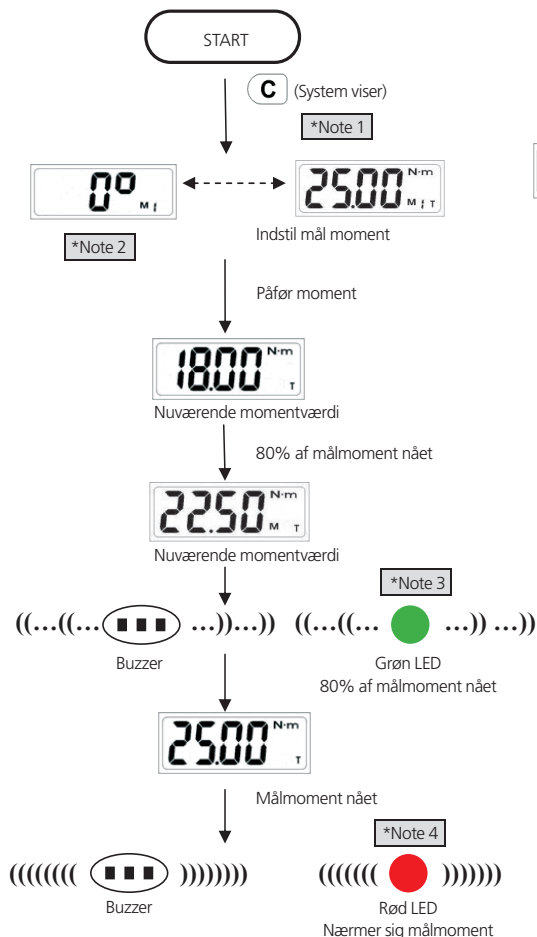 START
C (System viser)
*Note 1
0° M1
25.00 N·m M1 T
*Note 2
Indstil mål moment
Påfør moment
18.00 N·m T
Nuværende momentværdi
80% af målmoment nået
22.50 N·m M T
Nuværende momentværdi
*Note 3
((...((... ...))...)) ((...((... ...)) ...))
Buzzer
Grøn LED
80% af målmoment nået
25.00 N·m T
Målmoment nået
*Note 4
(((((((( )))))))) ((((((( )))))))
Buzzer
Rød LED
Nærmer sig målmoment